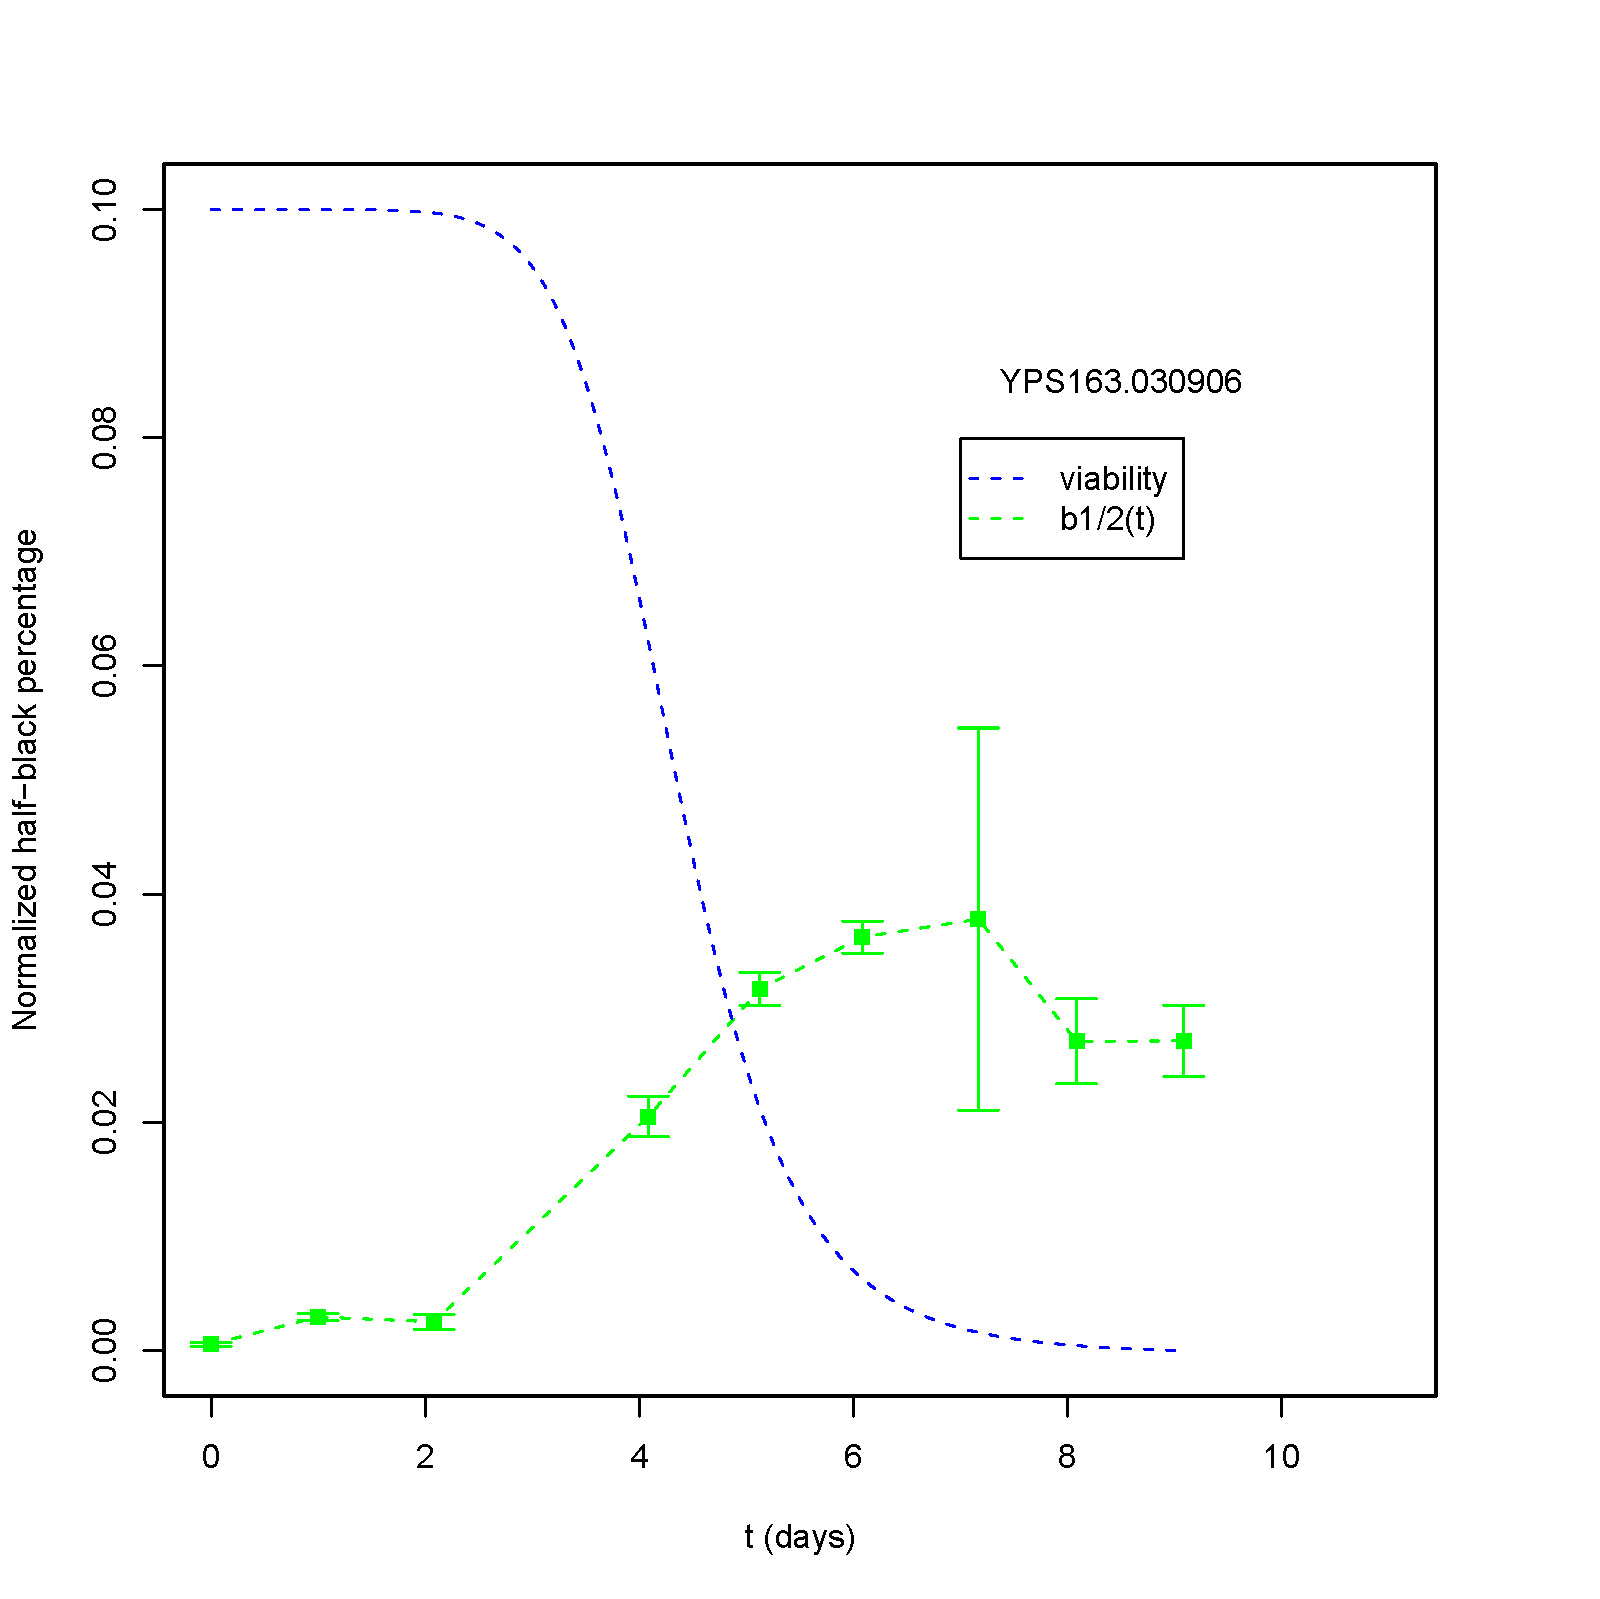 Normalized half−black percentage
0.10
0.08
0.06
0.04
0.02
0.00
YPS163.030906
viability
b1/2(t)
0 2 4 6 8 10
t (days)